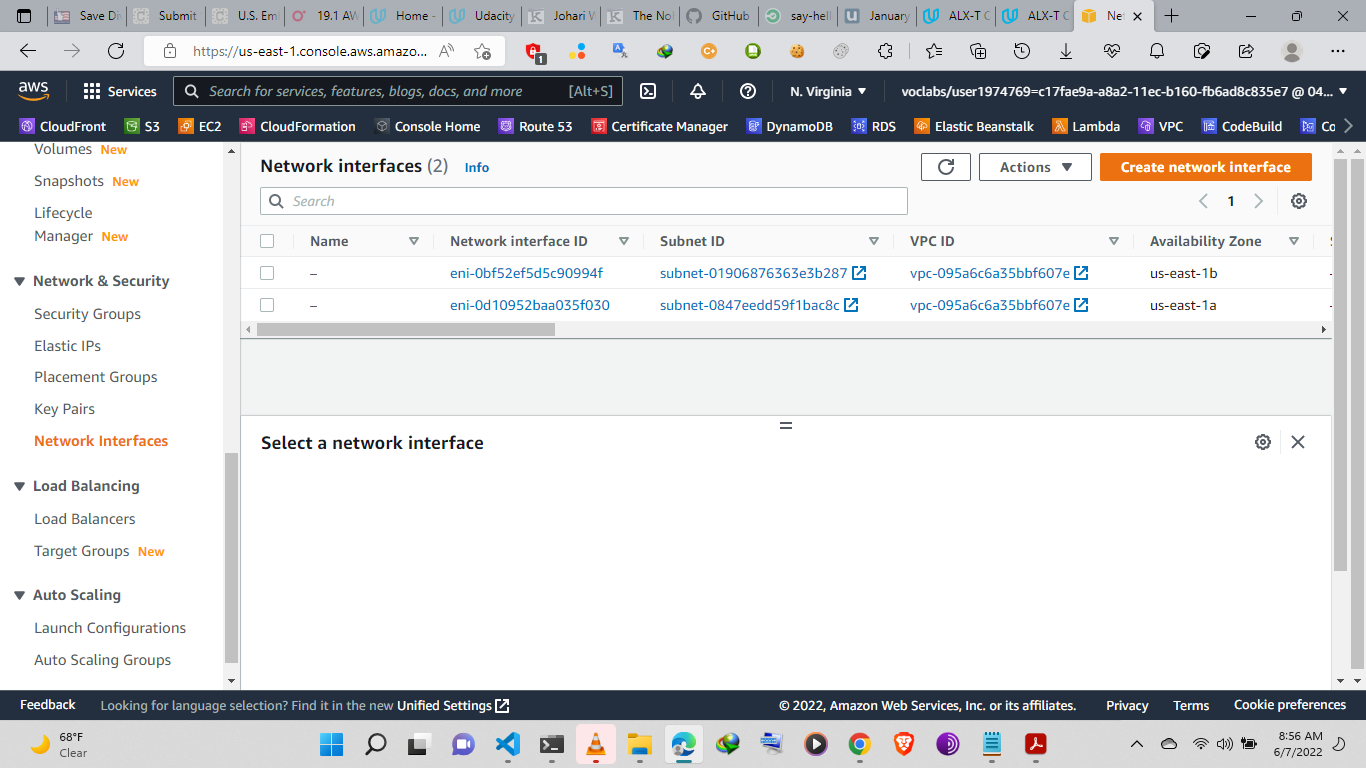 Save Di
Submit
U.S. Em
19.1 AW
Home -
Udacity
Johari W
The No
GitHub
say-hell
January
ALX-T C
ALX-T C
Ne
https://us-east-1.console.aws.amazo...
1
aws
Services
Search for services, features, blogs, docs, and more [Alt+S]
N. Virginia
voclabs/user1974769=c17fae9a-a8a2-11ec-b160-fb6ad8c835e7 @ 04...
CloudFront
S3
EC2
CloudFormation
Console Home
Route 53
Certificate Manager
DynamoDB
RDS
Elastic Beanstalk
Lambda
VPC
CodeBuild
Co
Volumes New
Snapshots New
Lifecycle
Manager New
Network & Security
Security Groups
Elastic IPs
Placement Groups
Key Pairs
Network Interfaces
Load Balancing
Load Balancers
Target Groups New
Auto Scaling
Launch Configurations
Auto Scaling Groups
Network interfaces (2) Info
Actions
Create network interface
Search
1
Name Network interface ID Subnet ID VPC ID Availability Zone
– eni-0bf52ef5d5c90994f subnet-01906876363e3b287 vpc-095a6c6a35bbf607e us-east-1b
– eni-0d10952baa035f030 subnet-0847eedd59f1bac8c vpc-095a6c6a35bbf607e us-east-1a
Select a network interface
Feedback
Looking for language selection? Find it in the new Unified Settings
© 2022, Amazon Web Services, Inc. or its affiliates.
Privacy
Terms
Cookie preferences
68°F
Clear
8:56 AM
6/7/2022